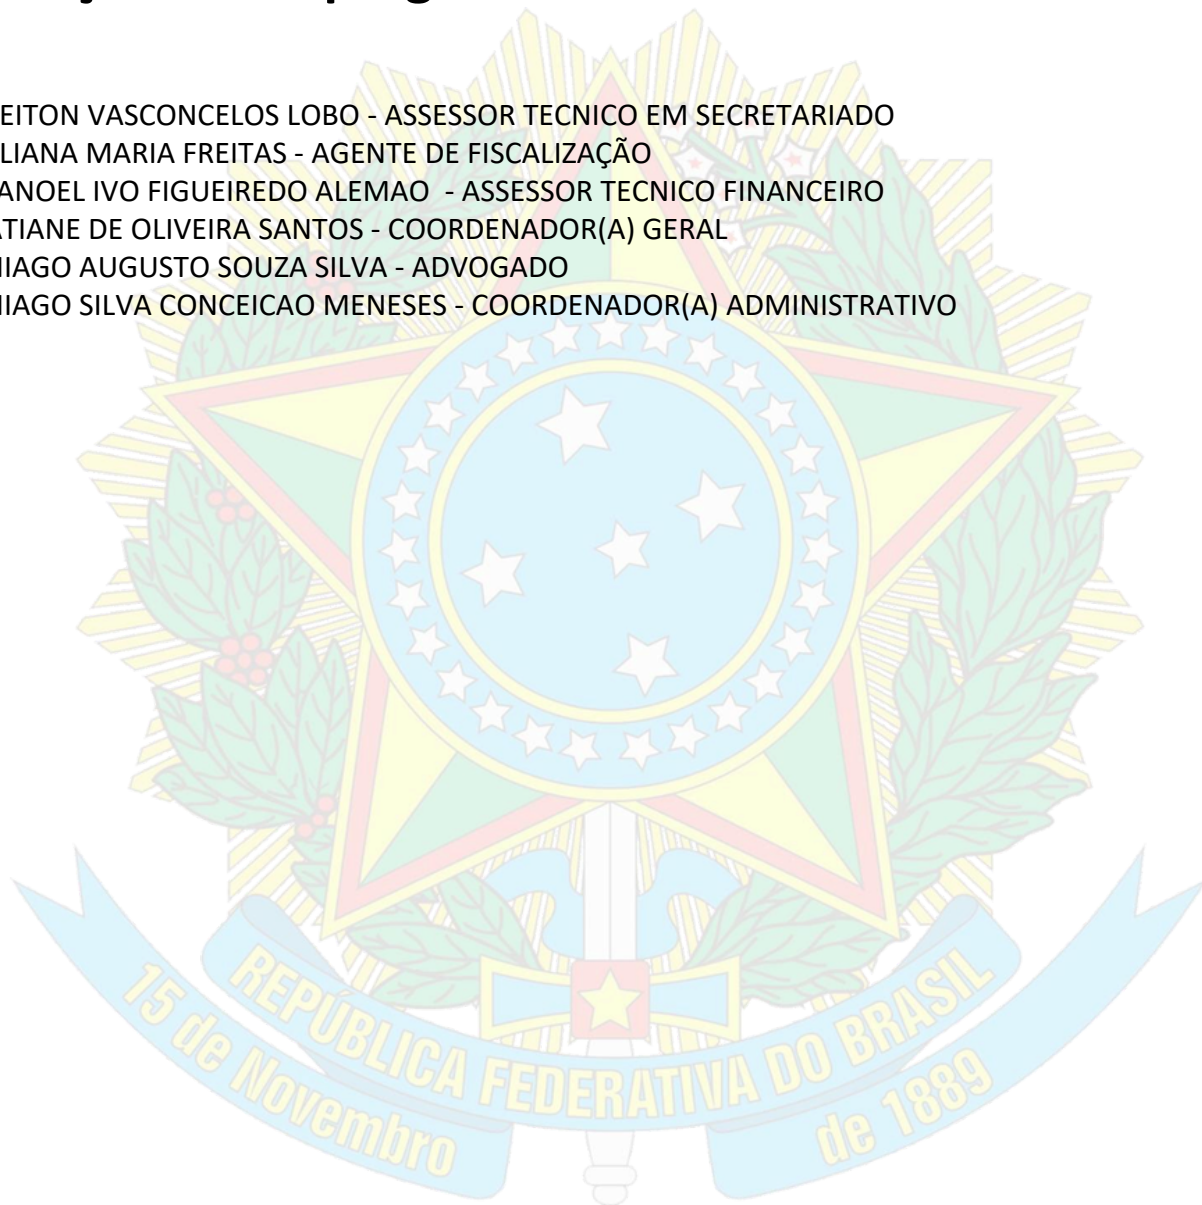 EITON VASCONCELOS LOBO - ASSESSOR TECNICO EM SECRETARIADO
LIANA MARIA FREITAS - AGENTE DE FISCALIZAÇÃO
ANOEL IVO FIGUEIREDO ALEMAO - ASSESSOR TECNICO FINANCEIRO
ATIANE DE OLIVEIRA SANTOS - COORDENADOR(A) GERAL
HIAGO AUGUSTO SOUZA SILVA - ADVOGADO
HIAGO SILVA CONCEICAO MENESES - COORDENADOR(A) ADMINISTRATIVO
REPÚBLICA FEDERATIVA DO BRASIL
15 de Novembro de 1889